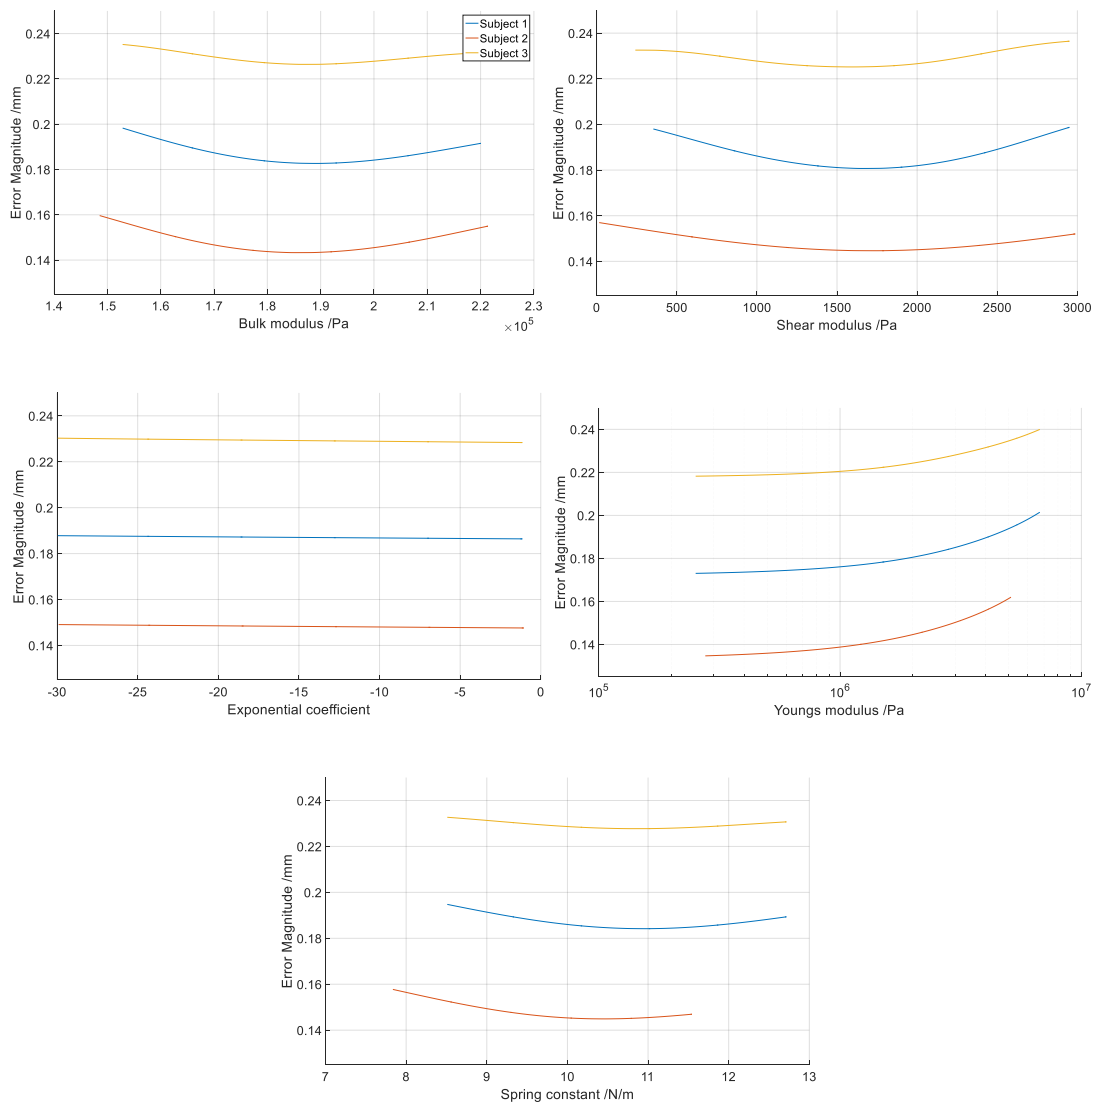 Subject 1
Subject 2
Subject 3
0.24
0.22
0.2
0.18
0.16
0.14
Error Magnitude /mm
1.4 1.5 1.6 1.7 1.8 1.9 2 2.1 2.2 2.3
Bulk modulus /Pa
×10^5
0.24
0.22
0.2
0.18
0.16
0.14
Error Magnitude /mm
0 500 1000 1500 2000 2500 3000
Shear modulus /Pa
0.24
0.22
0.2
0.18
0.16
0.14
Error Magnitude /mm
-30 -25 -20 -15 -10 -5 0
Exponential coefficient
0.24
0.22
0.2
0.18
0.16
0.14
Error Magnitude /mm
10^5 10^6 10^7
Youngs modulus /Pa
0.24
0.22
0.2
0.18
0.16
0.14
Error Magnitude /mm
7 8 9 10 11 12 13
Spring constant /N/m